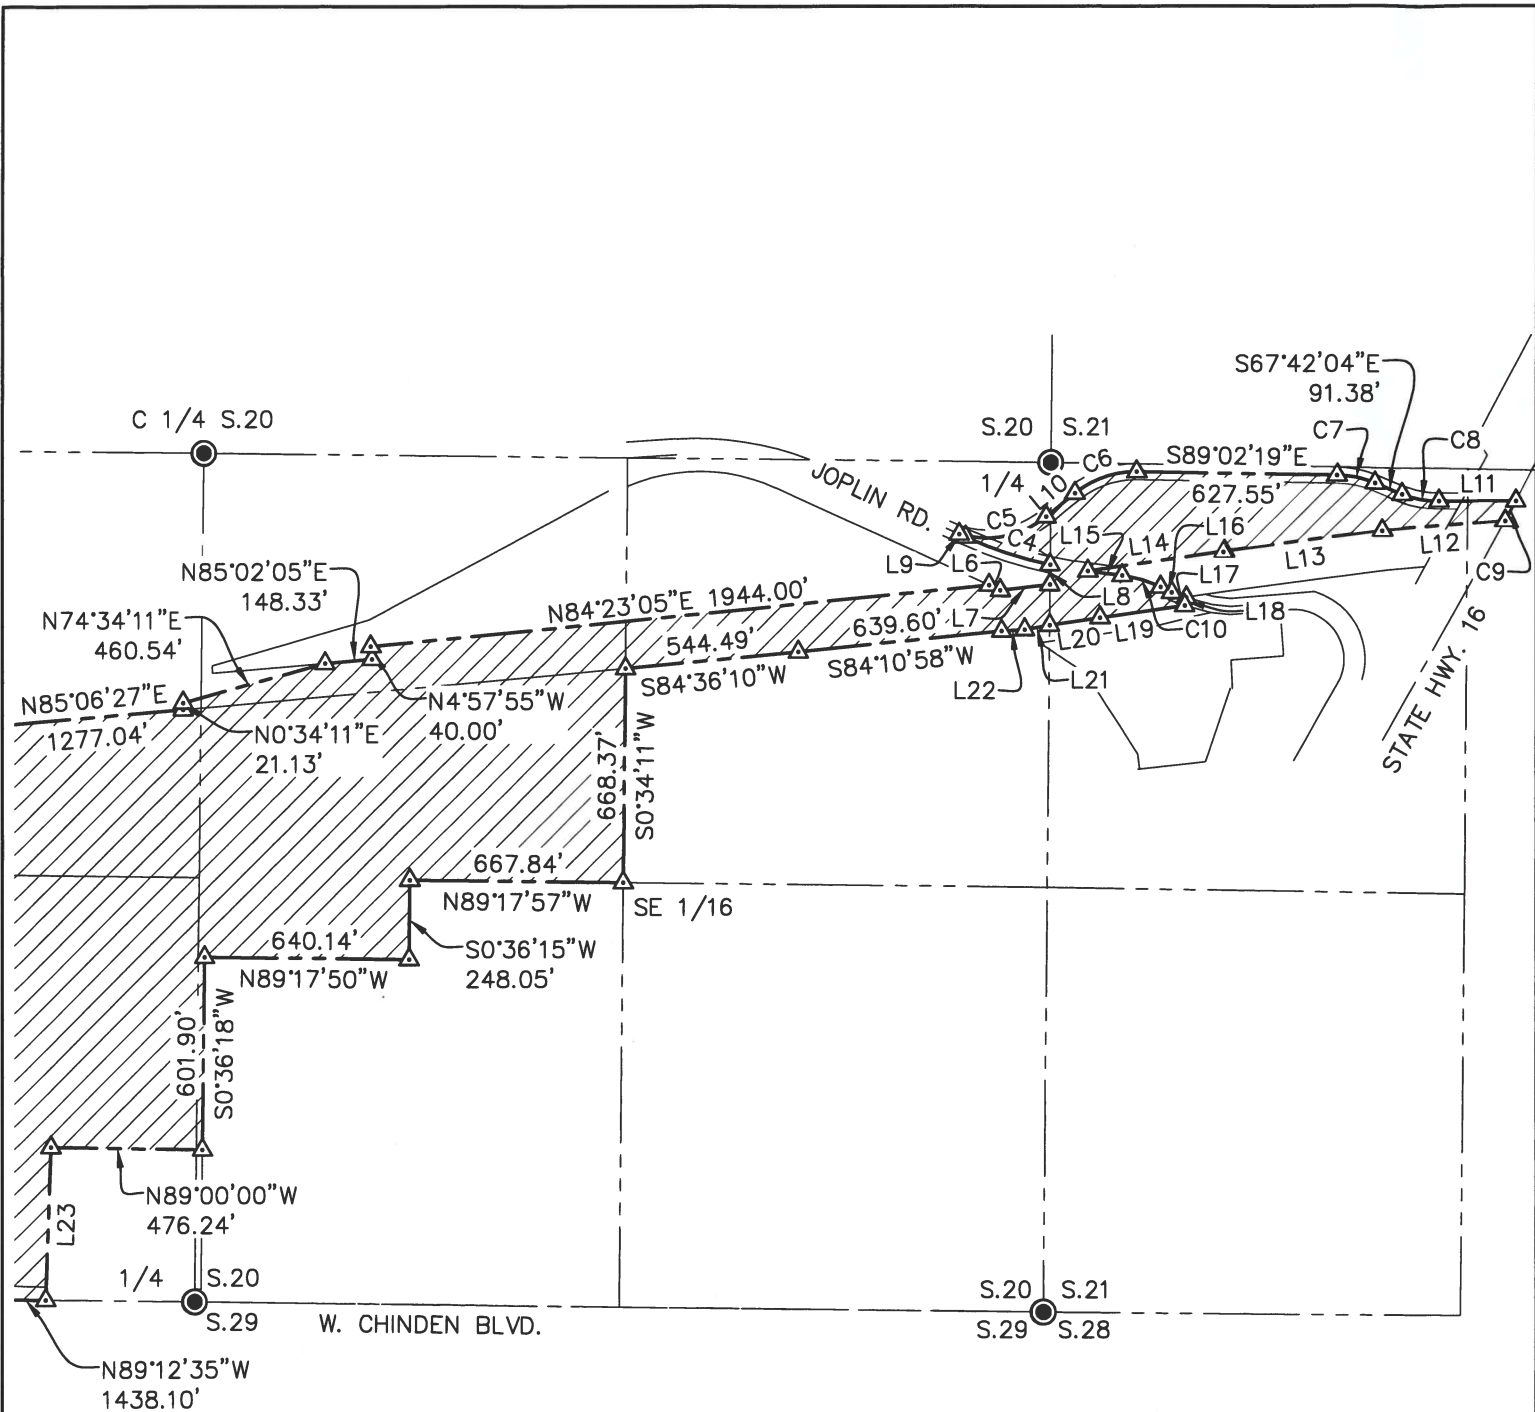 S67°42'04"E
91.38'
C 1/4 S.20
S.20
S.21
C7
C8
C6
S89°02'19"E
627.55'
L11
1/4
L10
JOPLIN RD.
C5
C4
L15
L14
L16
L13
L12
L9
L6
L17
C9
N85°02'05"E
148.33'
N84°23'05"E 1944.00'
L8
L18
N74°34'11"E
460.54'
639.60'
L7
L20
L19
C10
544.49'
S84°10'58"W
S84°36'10"W
L22
L21
N85°06'27"E
1277.04'
N4°57'55"W
40.00'
N0°34'11"E
21.13'
STATE HWY. 16
668.37'
S0°34'11"W
667.84'
N89°17'57"W
SE 1/16
640.14'
N89°17'50"W
S0°36'15"W
248.05'
601.90'
S0°36'18"W
N89°00'00"W
476.24'
L23
1/4
S.20
S.29
W. CHINDEN BLVD.
S.20
S.21
S.29
S.28
N89°12'35"W
1438.10'